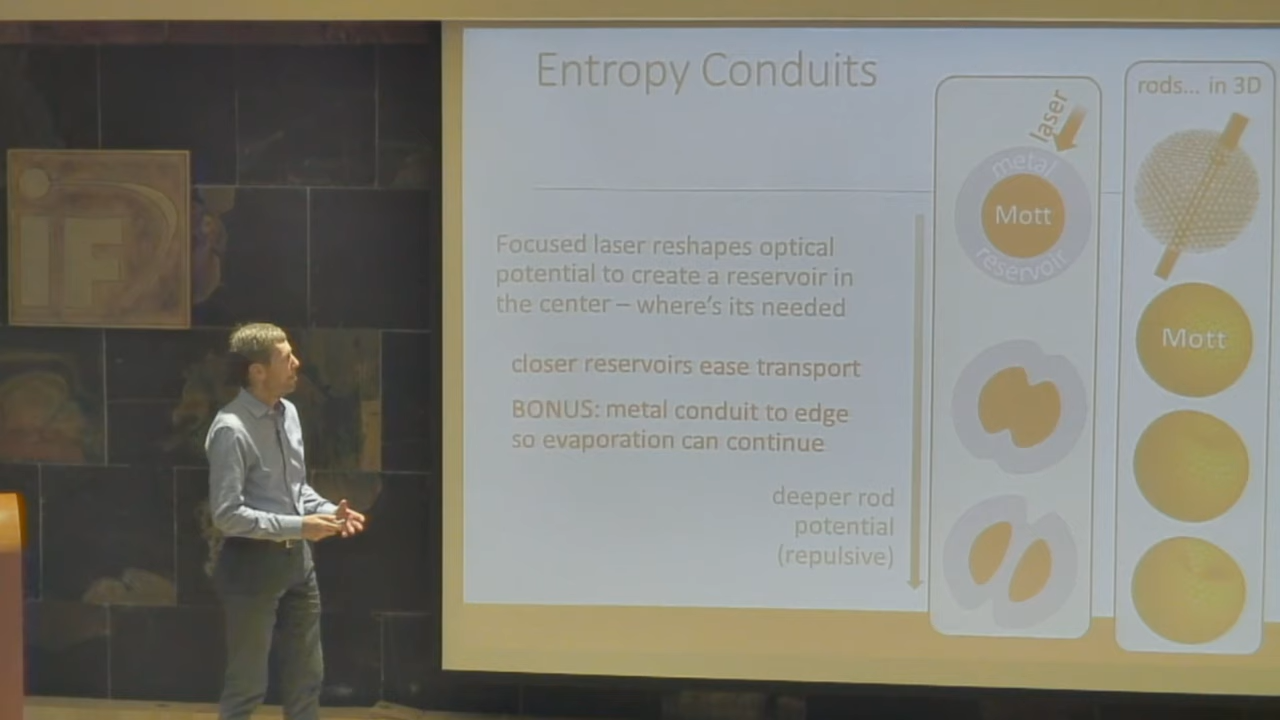 Entropy Conduits
Focused laser reshapes optical
potential to create a reservoir in
the center – where's its needed
closer reservoirs ease transport
BONUS: metal conduit to edge
so evaporation can continue
deeper rod
potential
(repulsive)
laser
metal
Mott
reservoir
rods... in 3D
Mott
iF